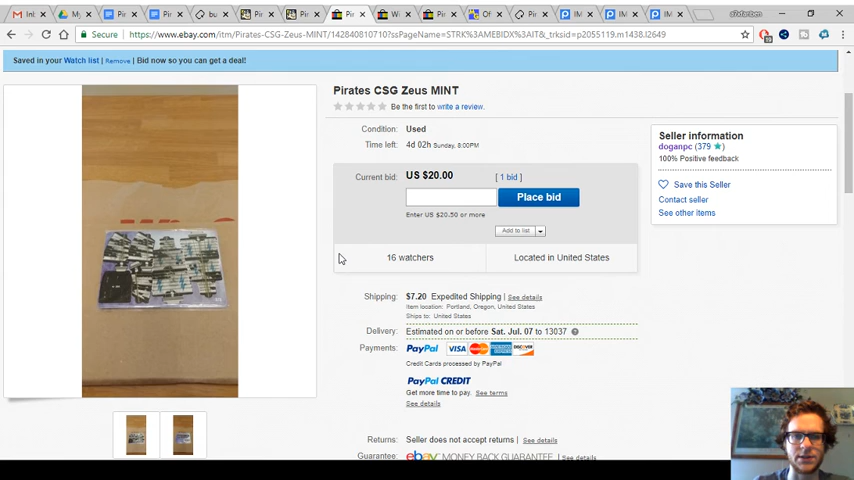 Secure
https://www.ebay.com/itm/Pirates-CSG-Zeus-MINT/142840810710?ssPageName=STRK%3AMEBIDX%3AIT&_trksid=p2055119.m1438.l2649
Saved in your Watch list | Remove | Bid now so you can get a deal!
Pirates CSG Zeus MINT
Be the first to write a review.
Condition: Used
Time left: 4d 02h Sunday, 8:00PM
Current bid: US $20.00 [ 1 bid ]
Place bid
Enter US $20.50 or more
Add to list
16 watchers
Located in United States
Shipping: $7.20 Expedited Shipping | See details
Item location: Portland, Oregon, United States
Ships to: United States
Delivery: Estimated on or before Sat. Jul. 07 to 13037
Payments: PayPal VISA MasterCard DISCOVER
Credit Cards processed by PayPal
PayPal CREDIT
Get more time to pay. See terms
See details
Returns: Seller does not accept returns | See details
Guarantee: ebay MONEY BACK GUARANTEE | See details
Seller information
doganpc (379 )
100% Positive feedback
Save this Seller
Contact seller
See other items